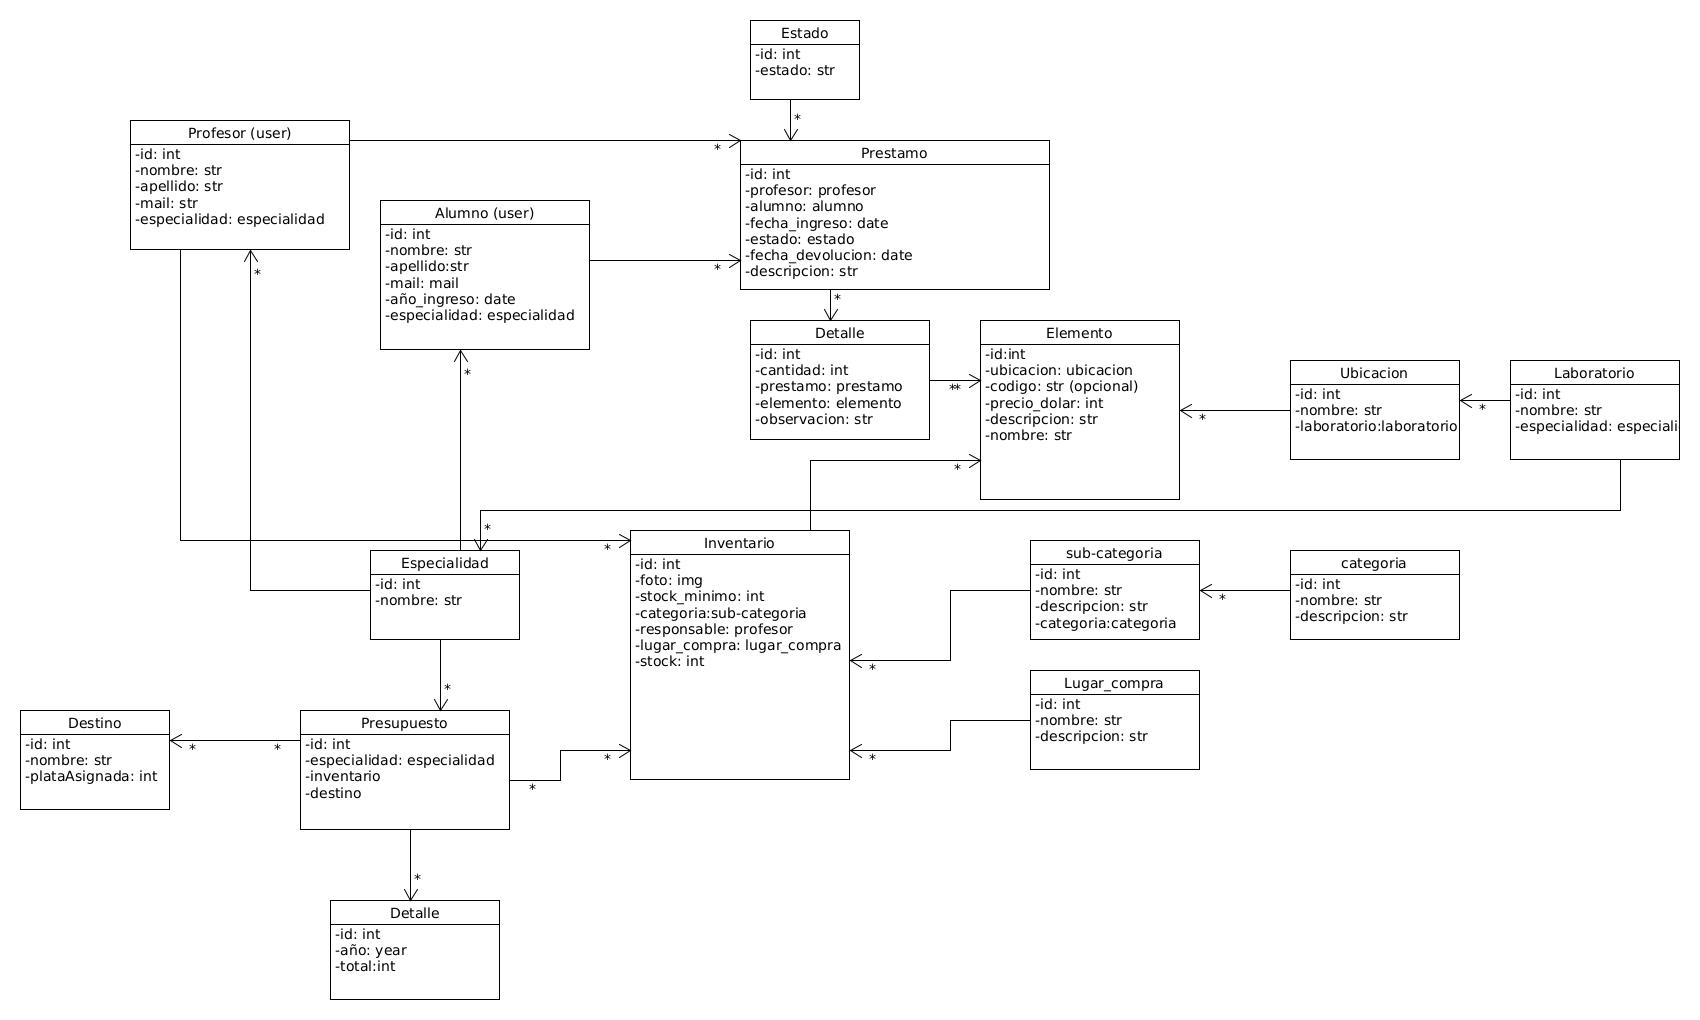 Estado
-id: int
-estado: str
*
Profesor (user)
-id: int
-nombre: str
-apellido: str
-mail: str
-especialidad: especialidad
*
*
Prestamo
-id: int
-profesor: profesor
-alumno: alumno
-fecha_ingreso: date
-estado: estado
-fecha_devolucion: date
-descripcion: str
*
Alumno (user)
-id: int
-nombre: str
-apellido:str
-mail: mail
-año_ingreso: date
-especialidad: especialidad
*
*
Detalle
-id: int
-cantidad: int
-prestamo: prestamo
-elemento: elemento
-observacion: str
**
Elemento
-id:int
-ubicacion: ubicacion
-codigo: str (opcional)
-precio_dolar: int
-descripcion: str
-nombre: str
*
*
Ubicacion
-id: int
-nombre: str
-laboratorio:laboratorio
*
Laboratorio
-id: int
-nombre: str
-especialidad: especiali
*
Especialidad
-id: int
-nombre: str
*
*
Inventario
-id: int
-foto: img
-stock_minimo: int
-categoria:sub-categoria
-responsable: profesor
-lugar_compra: lugar_compra
-stock: int
*
*
*
sub-categoria
-id: int
-nombre: str
-descripcion: str
-categoria:categoria
*
categoria
-id: int
-nombre: str
-descripcion: str
Lugar_compra
-id: int
-nombre: str
-descripcion: str
Destino
-id: int
-nombre: str
-plataAsignada: int
*
*
Presupuesto
-id: int
-especialidad: especialidad
-inventario
-destino
*
*
Detalle
-id: int
-año: year
-total:int